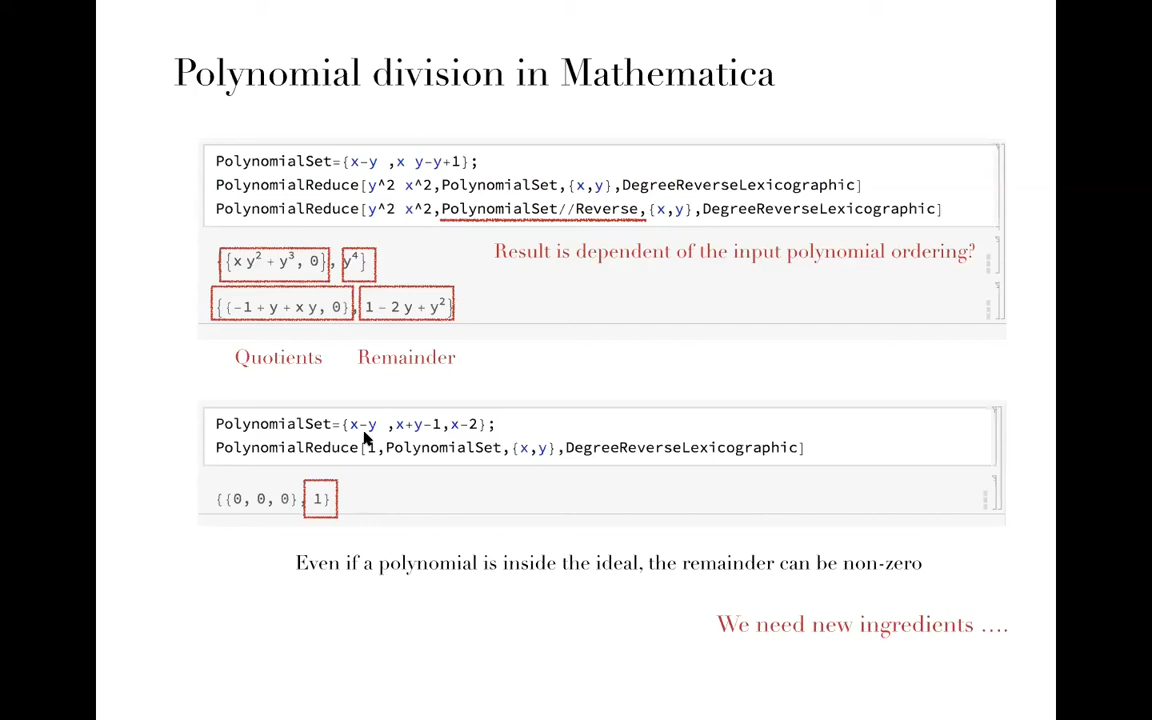 Polynomial division in Mathematica
PolynomialSet={x-y ,x y-y+1};
PolynomialReduce[y^2 x^2,PolynomialSet,{x,y},DegreeReverseLexicographic]
PolynomialReduce[y^2 x^2,PolynomialSet//Reverse,{x,y},DegreeReverseLexicographic]
Result is dependent of the input polynomial ordering?
{{x y² + y³, 0}, y⁴}
{{-1 + y + x y, 0}, 1 - 2 y + y²}
Quotients Remainder
PolynomialSet={x-y ,x+y-1,x-2};
PolynomialReduce[1,PolynomialSet,{x,y},DegreeReverseLexicographic]
{{0, 0, 0}, 1}
Even if a polynomial is inside the ideal, the remainder can be non-zero
We need new ingredients ....